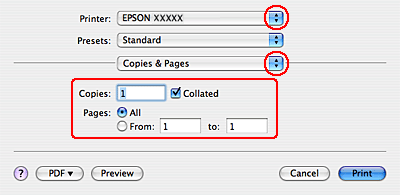 Printer: EPSON XXXXX
Presets: Standard
Copies & Pages
Copies: 1 Collated
Pages: All
From: 1 to: 1
? PDF Preview Cancel Print